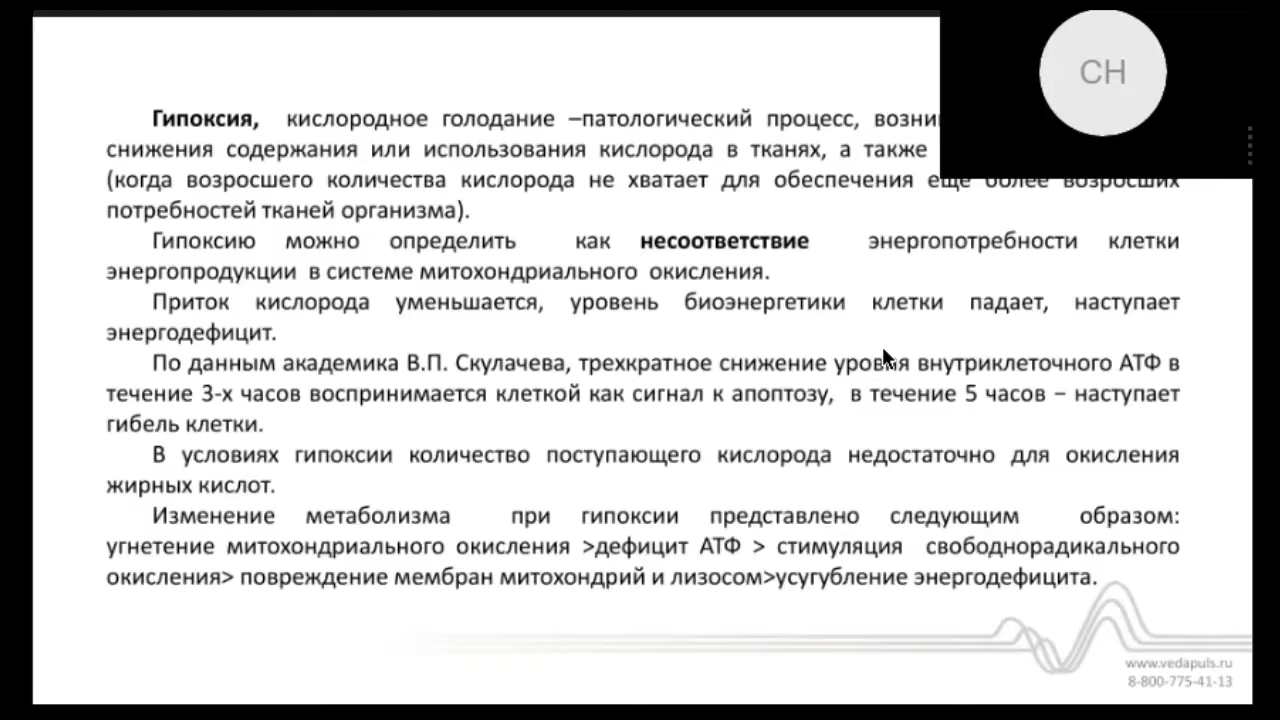 CH
Гипоксия, кислородное голодание –патологический процесс,
снижения содержания или использования кислорода в тканях, а также
(когда возросшего количества кислорода не хватает для обеспечения еще более возросших
потребностей тканей организма).
Гипоксию можно определить как несоответствие энергопотребности клетки
энергопродукции в системе митохондриального окисления.
Приток кислорода уменьшается, уровень биоэнергетики клетки падает, наступает
энергодефицит.
По данным академика В.П. Скулачева, трехкратное снижение уровня внутриклеточного АТФ в
течение 3-х часов воспринимается клеткой как сигнал к апоптозу, в течение 5 часов − наступает
гибель клетки.
В условиях гипоксии количество поступающего кислорода недостаточно для окисления
жирных кислот.
Изменение метаболизма при гипоксии представлено следующим образом:
угнетение митохондриального окисления >дефицит АТФ > стимуляция свободнорадикального
окисления> повреждение мембран митохондрий и лизосом>усугубление энергодефицита.
www.vedapuls.ru
8-800-775-41-13